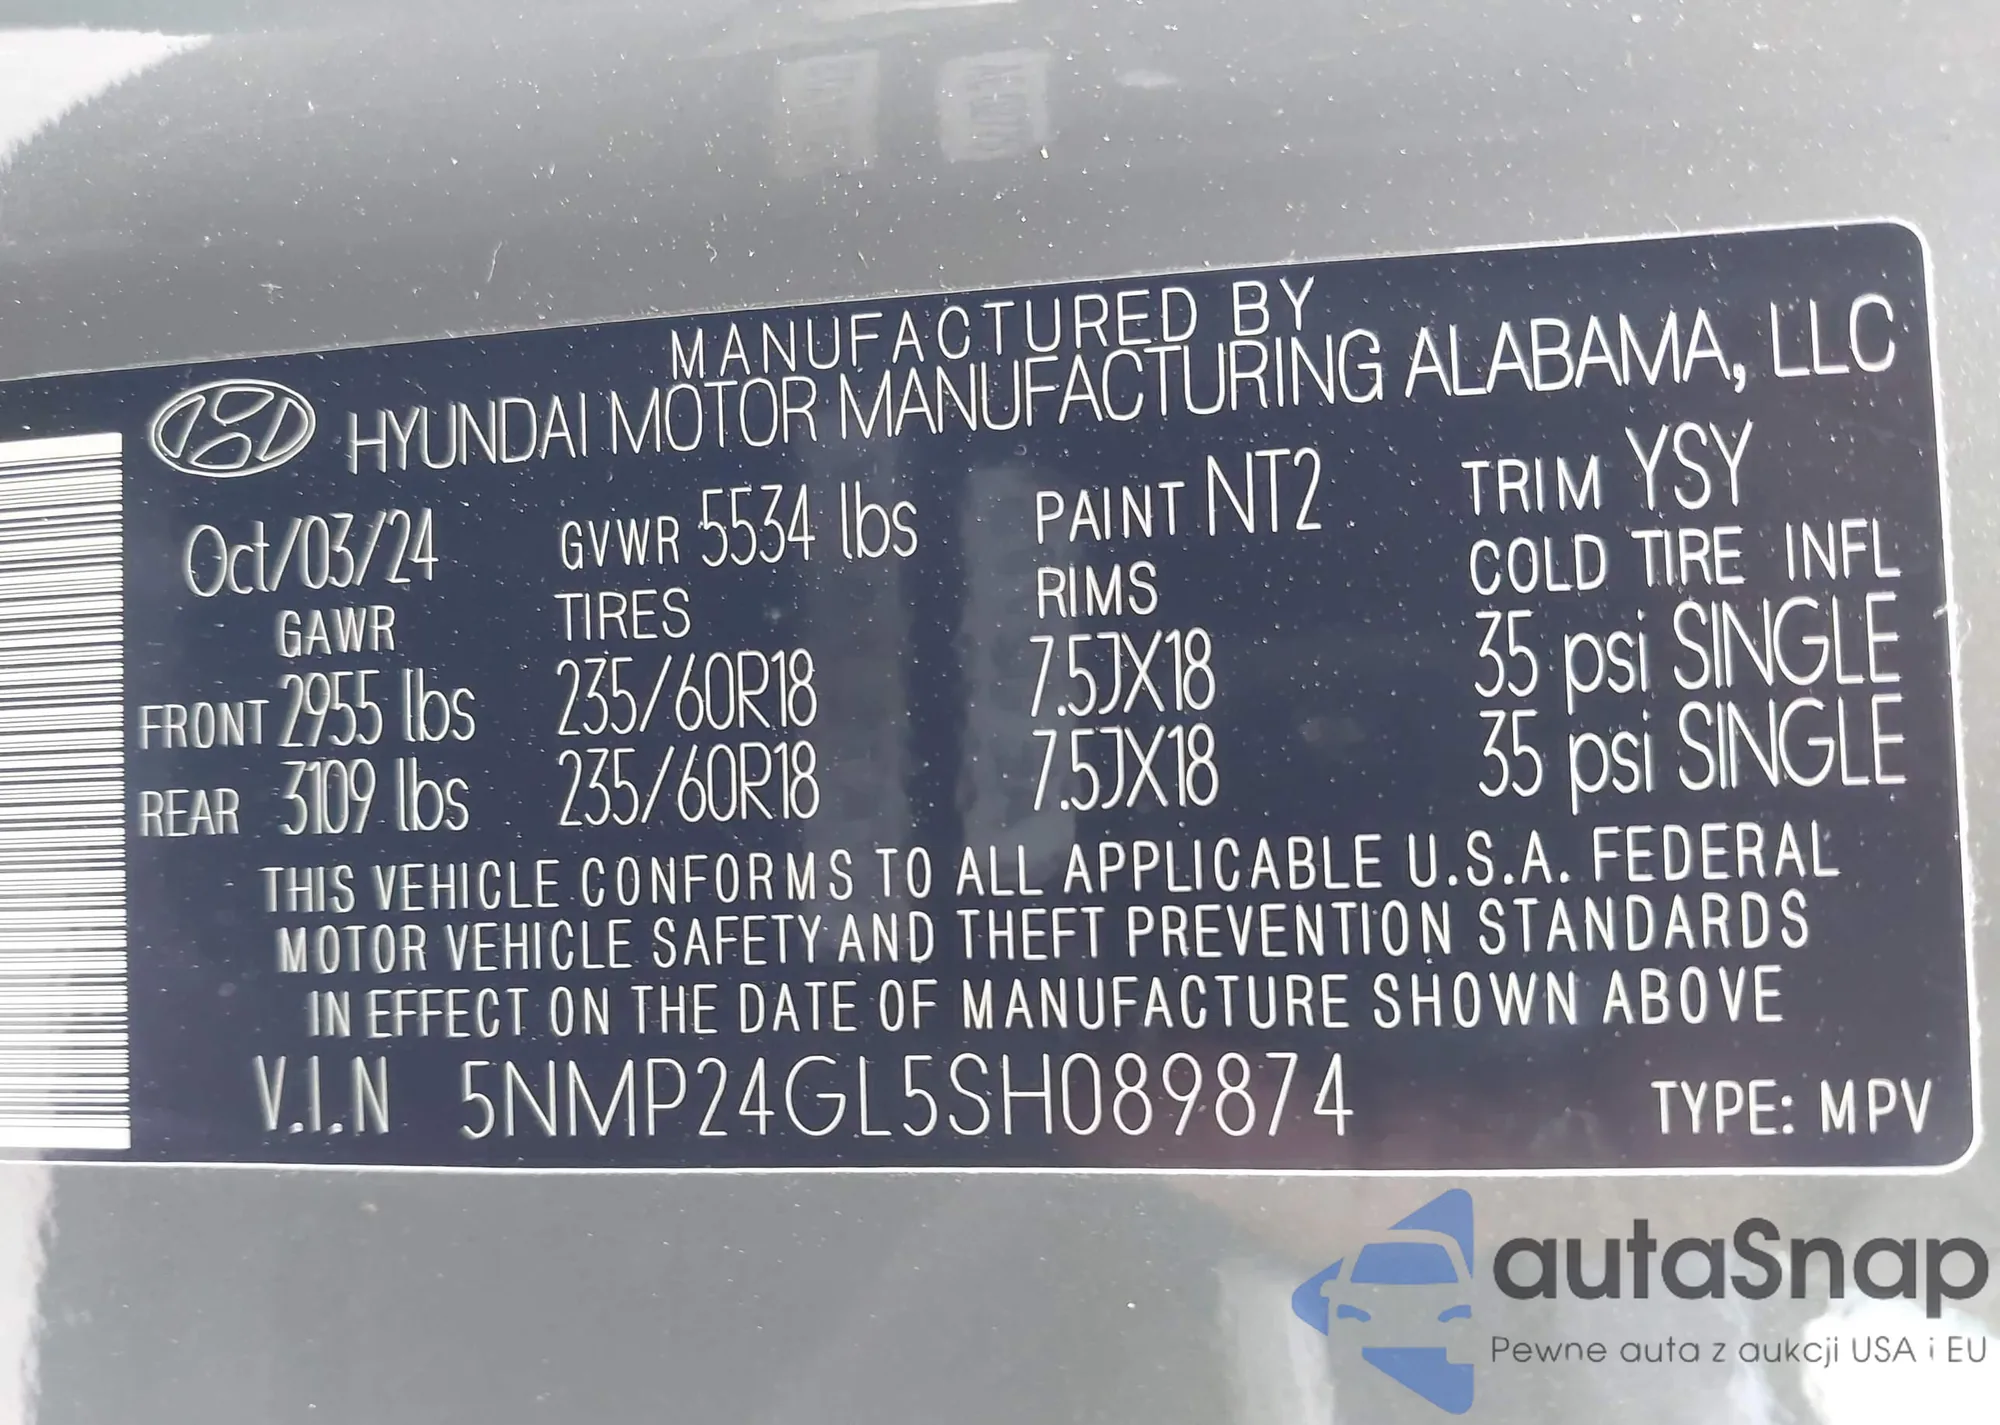 MANUFACTURED BY
HYUNDAI MOTOR MANUFACTURING ALABAMA, LLC
Oct/03/24 GVWR 5534 lbs PAINT NT2 TRIM YSY
GAWR TIRES RIMS COLD TIRE INFL
FRONT 2955 lbs 235/60R18 7.5JX18 35 psi SINGLE
REAR 3109 lbs 235/60R18 7.5JX18 35 psi SINGLE
THIS VEHICLE CONFORMS TO ALL APPLICABLE U.S.A. FEDERAL
MOTOR VEHICLE SAFETY AND THEFT PREVENTION STANDARDS
IN EFFECT ON THE DATE OF MANUFACTURE SHOWN ABOVE
V.I.N 5NMP24GL5SH089874 TYPE: MPV
autaSnap
Pewne auta z aukcji USA i EU